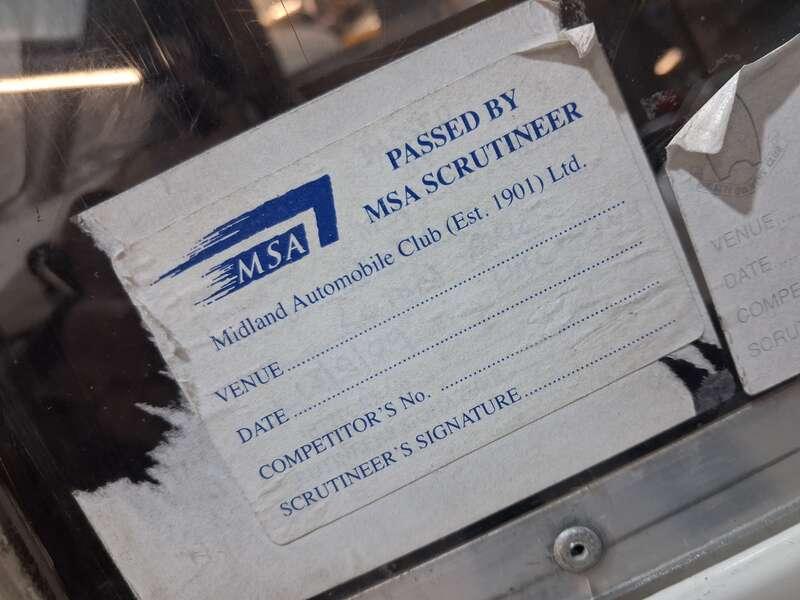 PASSED BY
MSA SCRUTINEER
MSA
Midland Automobile Club (Est. 1901) Ltd.
VENUE
DATE
COMPETITOR'S No.
SCRUTINEER'S SIGNATURE
VENUE
DATE